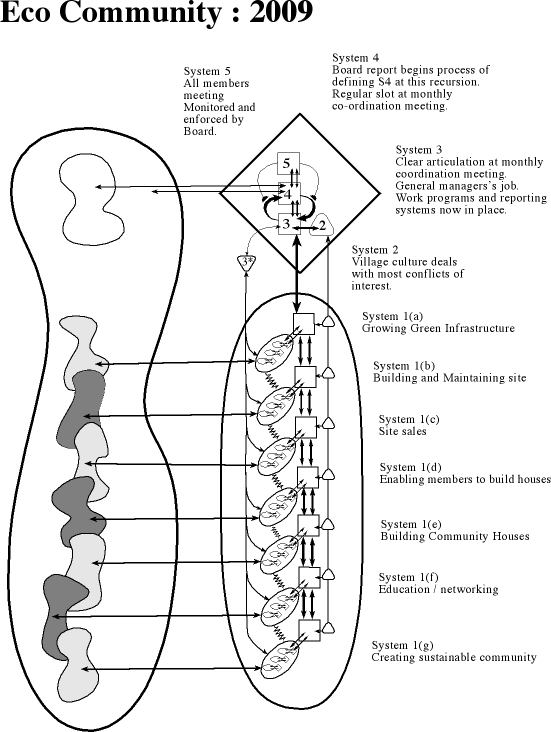 Eco Community : 2009
System 5
All members
meeting
Monitored and
enforced by
Board.
System 4
Board report begins process of
defining S4 at this recursion.
Regular slot at monthly
co-ordination meeting.
System 3
Clear articulation at monthly
coordination meeting.
General managers's job.
Work programs and reporting
systems now in place.
5
4
3
2
3*
System 2
Village culture deals
with most conflicts of
interest.
System 1(a)
Growing Green Infrastructure
System 1(b)
Building and Maintaining site
System 1(c)
Site sales
System 1(d)
Enabling members to build houses
System 1(e)
Building Community Houses
System 1(f)
Education / networking
System 1(g)
Creating sustainable community